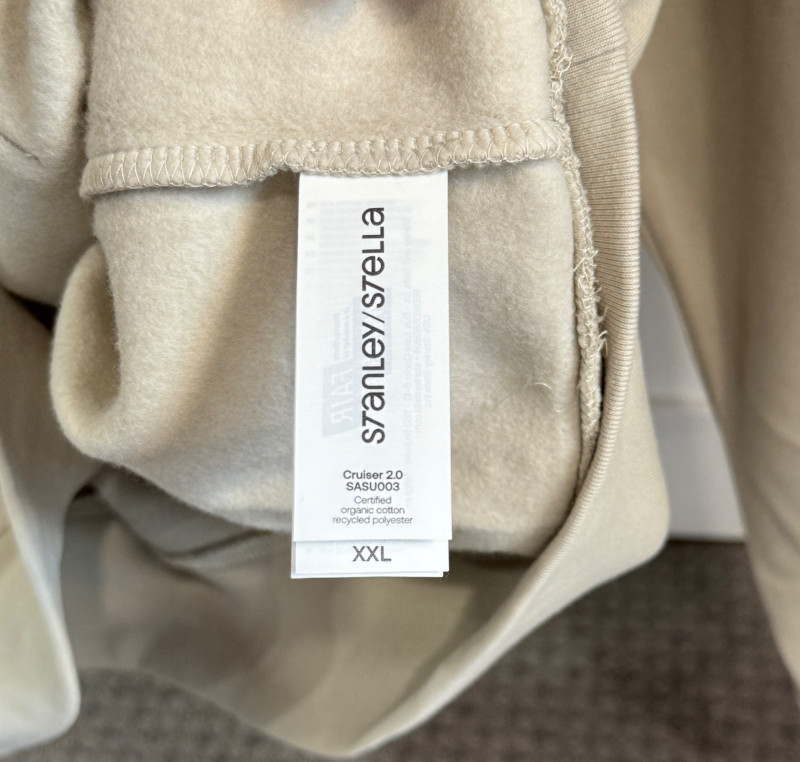 STANLEY/STELLA
Cruiser 2.0
SASU003
Certified
organic cotton
recycled polyester
XXL